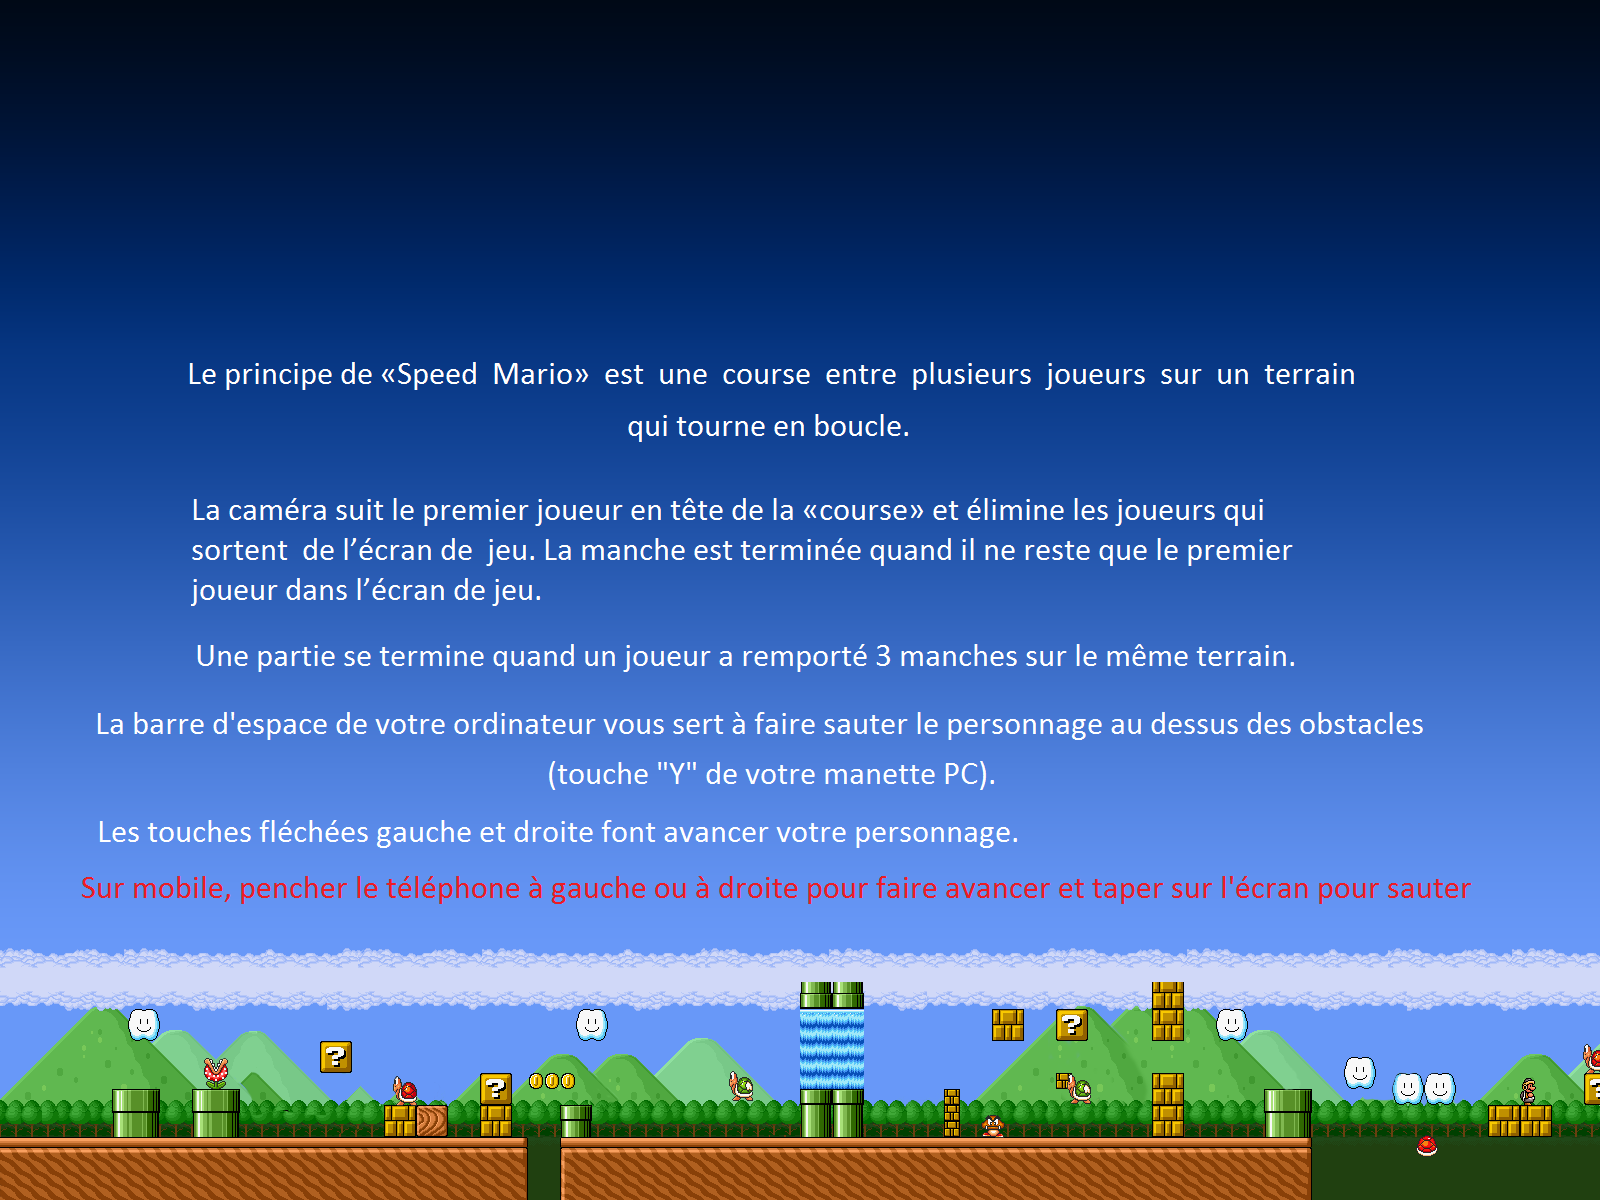 Le principe de «Speed Mario» est une course entre plusieurs joueurs sur un terrain
qui tourne en boucle.
La caméra suit le premier joueur en tête de la «course» et élimine les joueurs qui
sortent de l’écran de jeu. La manche est terminée quand il ne reste que le premier
joueur dans l’écran de jeu.
Une partie se termine quand un joueur a remporté 3 manches sur le même terrain.
La barre d'espace de votre ordinateur vous sert à faire sauter le personnage au dessus des obstacles
(touche "Y" de votre manette PC).
Les touches fléchées gauche et droite font avancer votre personnage.
Sur mobile, pencher le téléphone à gauche ou à droite pour faire avancer et taper sur l'écran pour sauter